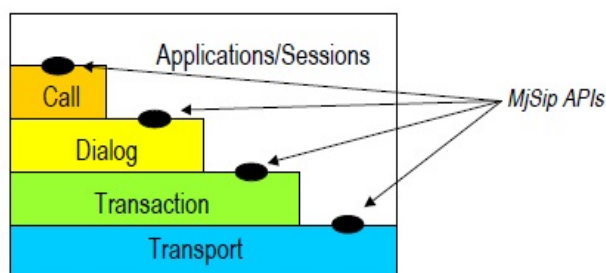 Applications/Sessions
Call
MjSip APIs
Dialog
Transaction
Transport